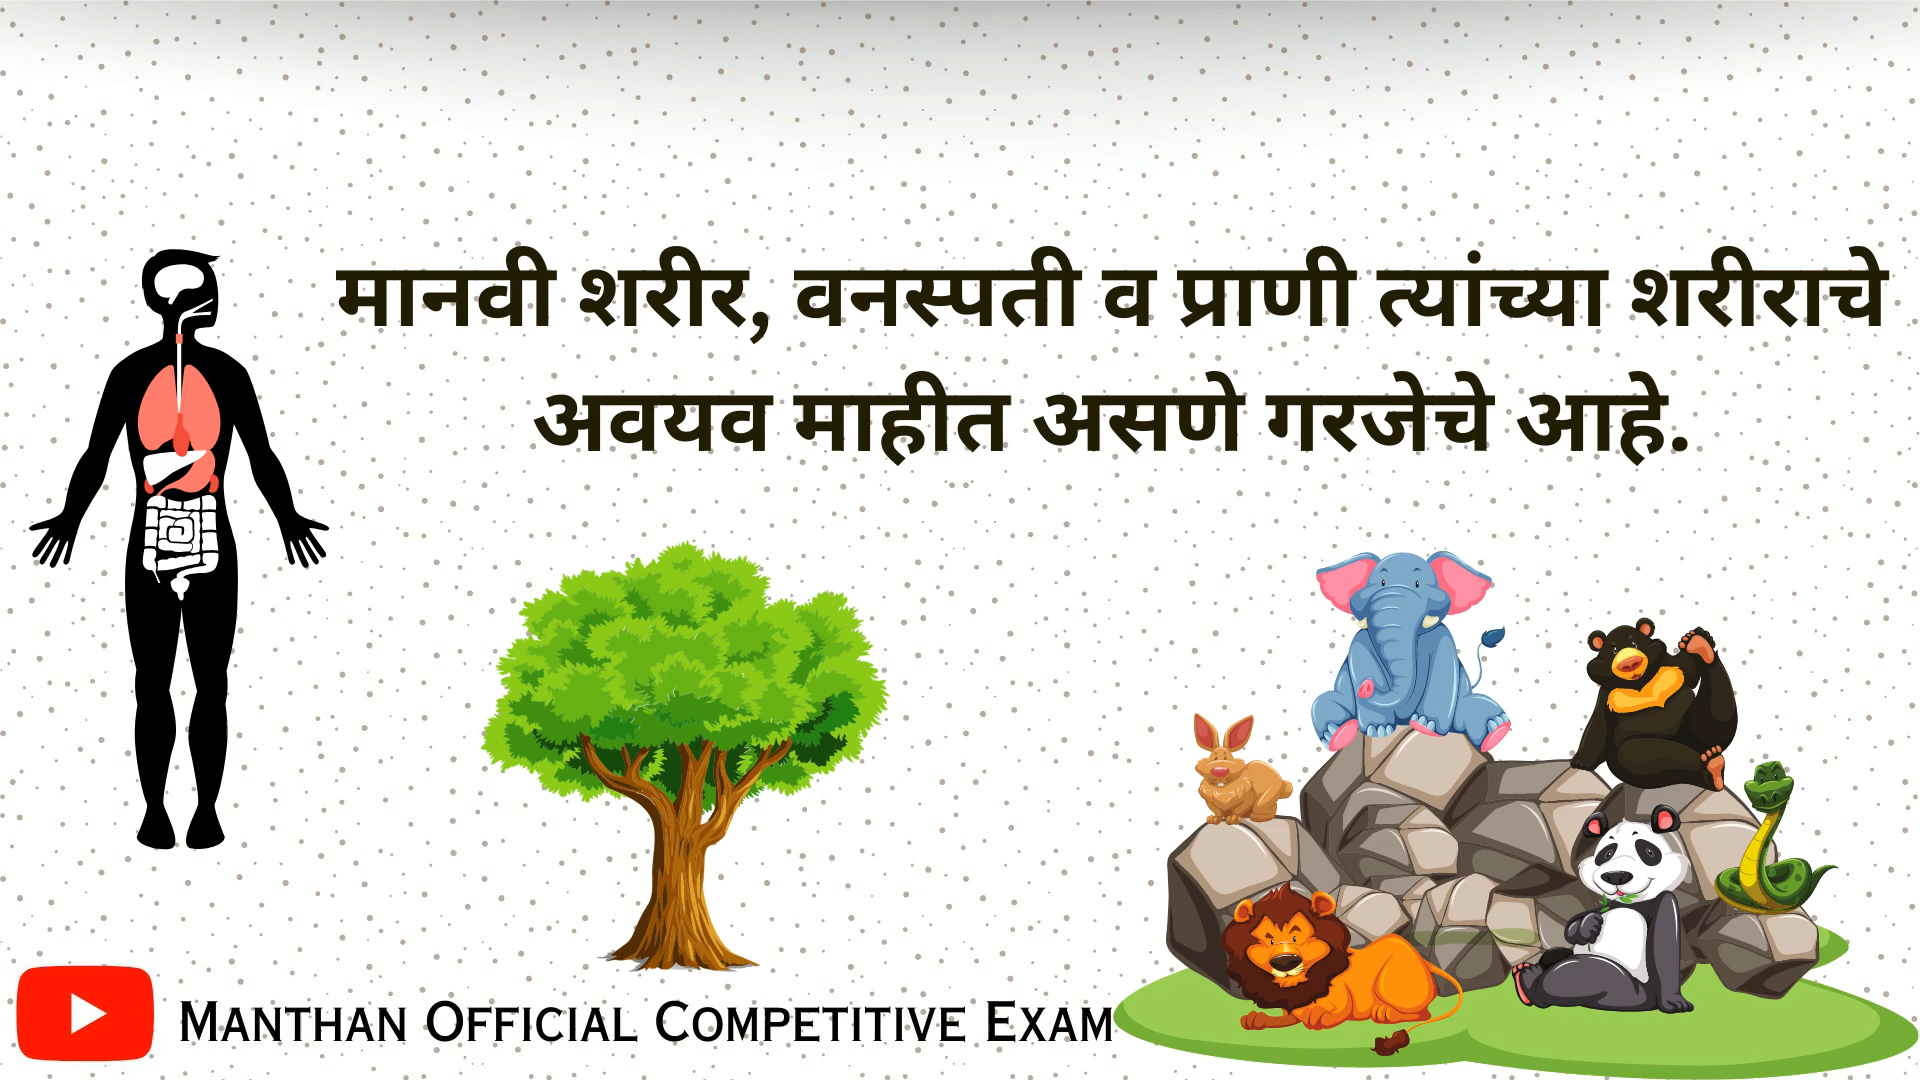 मानवी शरीर, वनस्पती व प्राणी त्यांच्या शरीराचे
अवयव माहीत असणे गरजेचे आहे.
Manthan Official Competitive Exam